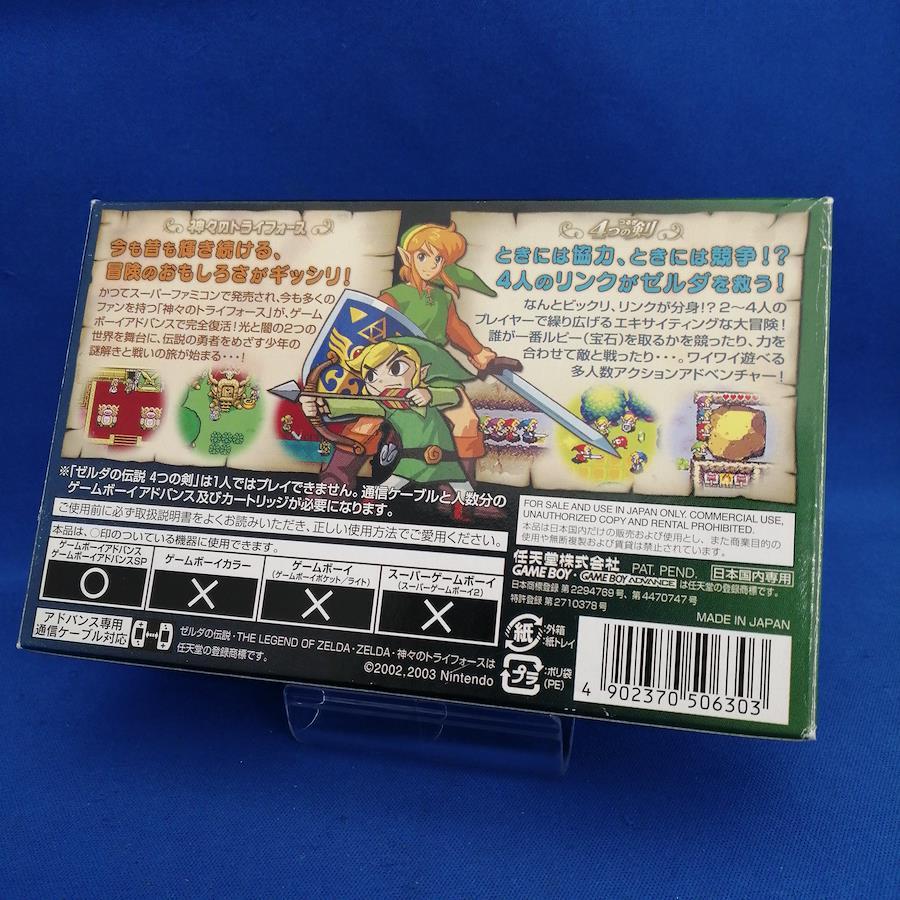 神々のトライフォース
今も昔も輝き続ける、
冒険のおもしろさがギッシリ!
かつてスーパーファミコンで発売され、今も多くの
ファンを持つ「神々のトライフォース」が、ゲーム
ボーイアドバンスで完全復活!光と闇の2つの
世界を舞台に、伝説の勇者をめざす少年の
謎解きと戦いの旅が始まる・・・!
4つの剣
つるぎ
ときには協力、ときには競争!?
4人のリンクがゼルダを救う!
なんとビックリ、リンクが分身!?2〜4人の
プレイヤーで繰り広げるエキサイティングな大冒険!
誰が一番ルピー(宝石)を取るかを競ったり、力を
合わせて敵と戦ったり・・・。ワイワイ遊べる
多人数アクションアドベンチャー!
※「ゼルダの伝説 4つの剣」は1人ではプレイできません。通信ケーブルと人数分の
ゲームボーイアドバンス及びカートリッジが必要になります。
ご使用前に必ず取扱説明書をよくお読みいただき、正しい使用方法でご愛用ください。
本品は、○印のついている機器に使用できます。
ゲームボーイアドバンス
ゲームボーイアドバンスSP
ゲームボーイカラー
ゲームボーイ
(ゲームボーイポケット/ライト)
スーパーゲームボーイ
(スーパーゲームボーイ2)
○
×
×
×
アドバンス専用
通信ケーブル対応
ゼルダの伝説・THE LEGEND OF ZELDA・ZELDA・神々のトライフォースは
任天堂の登録商標です。
©2002,2003 Nintendo
FOR SALE AND USE IN JAPAN ONLY. COMMERCIAL USE,
UNAUTHORIZED COPY AND RENTAL PROHIBITED.
本品は日本国内だけの販売および使用とし、また商業目的の
使用や無断複製および賃貸は禁止されています。
任天堂株式会社 PAT. PEND. 日本国内専用
GAME BOY・GAME BOY ADVANCE は任天堂の登録商標です。
日本商標登録 第2294769号、第4470747号
特許登録 第2710378号
MADE IN JAPAN
紙 :外箱
:紙トレイ
プラ :ポリ袋
(PE)
4 902370 506303